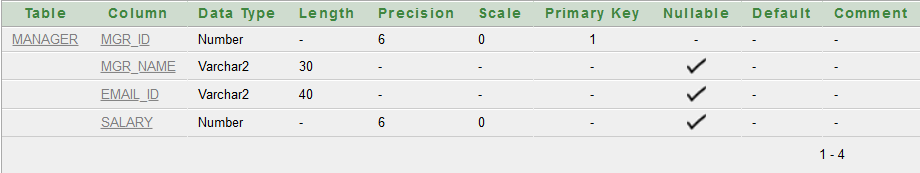 Table Column Data Type Length Precision Scale Primary Key Nullable Default Comment
MANAGER MGR_ID Number - 6 0 1 - - -
MGR_NAME Varchar2 30 - - - ✓ - -
EMAIL_ID Varchar2 40 - - - ✓ - -
SALARY Number - 6 0 - ✓ - -
1 - 4